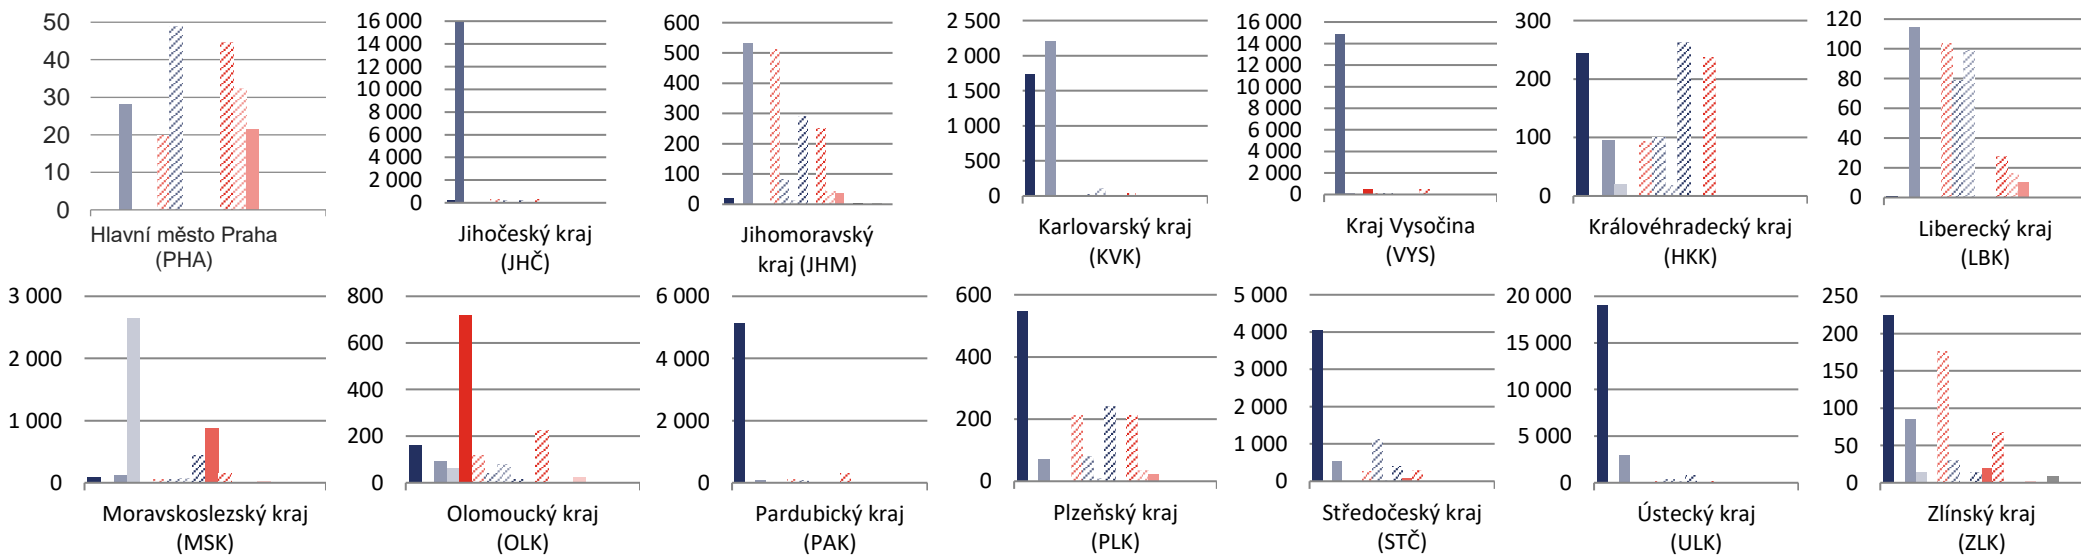 50
40
30
20
10
0
Hlavní město Praha
(PHA)
16 000
14 000
12 000
10 000
8 000
6 000
4 000
2 000
0
Jihočeský kraj
(JHČ)
600
500
400
300
200
100
0
Jihomoravský
kraj (JHM)
2 500
2 000
1 500
1 000
500
0
Karlovarský kraj
(KVK)
16 000
14 000
12 000
10 000
8 000
6 000
4 000
2 000
0
Kraj Vysočina
(VYS)
300
200
100
0
Královéhradecký kraj
(HKK)
120
100
80
60
40
20
0
Liberecký kraj
(LBK)
3 000
2 000
1 000
0
Moravskoslezský kraj
(MSK)
800
600
400
200
0
Olomoucký kraj
(OLK)
6 000
4 000
2 000
0
Pardubický kraj
(PAK)
600
400
200
0
Plzeňský kraj
(PLK)
5 000
4 000
3 000
2 000
1 000
0
Středočeský kraj
(STČ)
20 000
15 000
10 000
5 000
0
Ústecký kraj
(ULK)
250
200
150
100
50
0
Zlínský kraj
(ZLK)